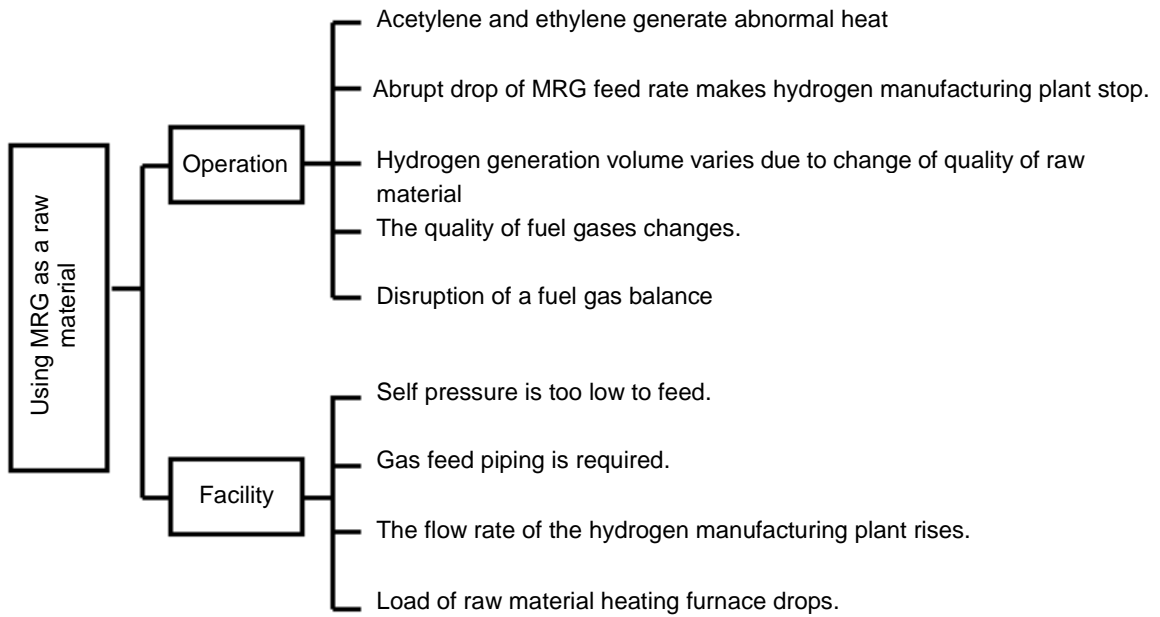 Using MRG as a raw
material
Operation
Acetylene and ethylene generate abnormal heat
Abrupt drop of MRG feed rate makes hydrogen manufacturing plant stop.
Hydrogen generation volume varies due to change of quality of raw
material
The quality of fuel gases changes.
Disruption of a fuel gas balance
Facility
Self pressure is too low to feed.
Gas feed piping is required.
The flow rate of the hydrogen manufacturing plant rises.
Load of raw material heating furnace drops.